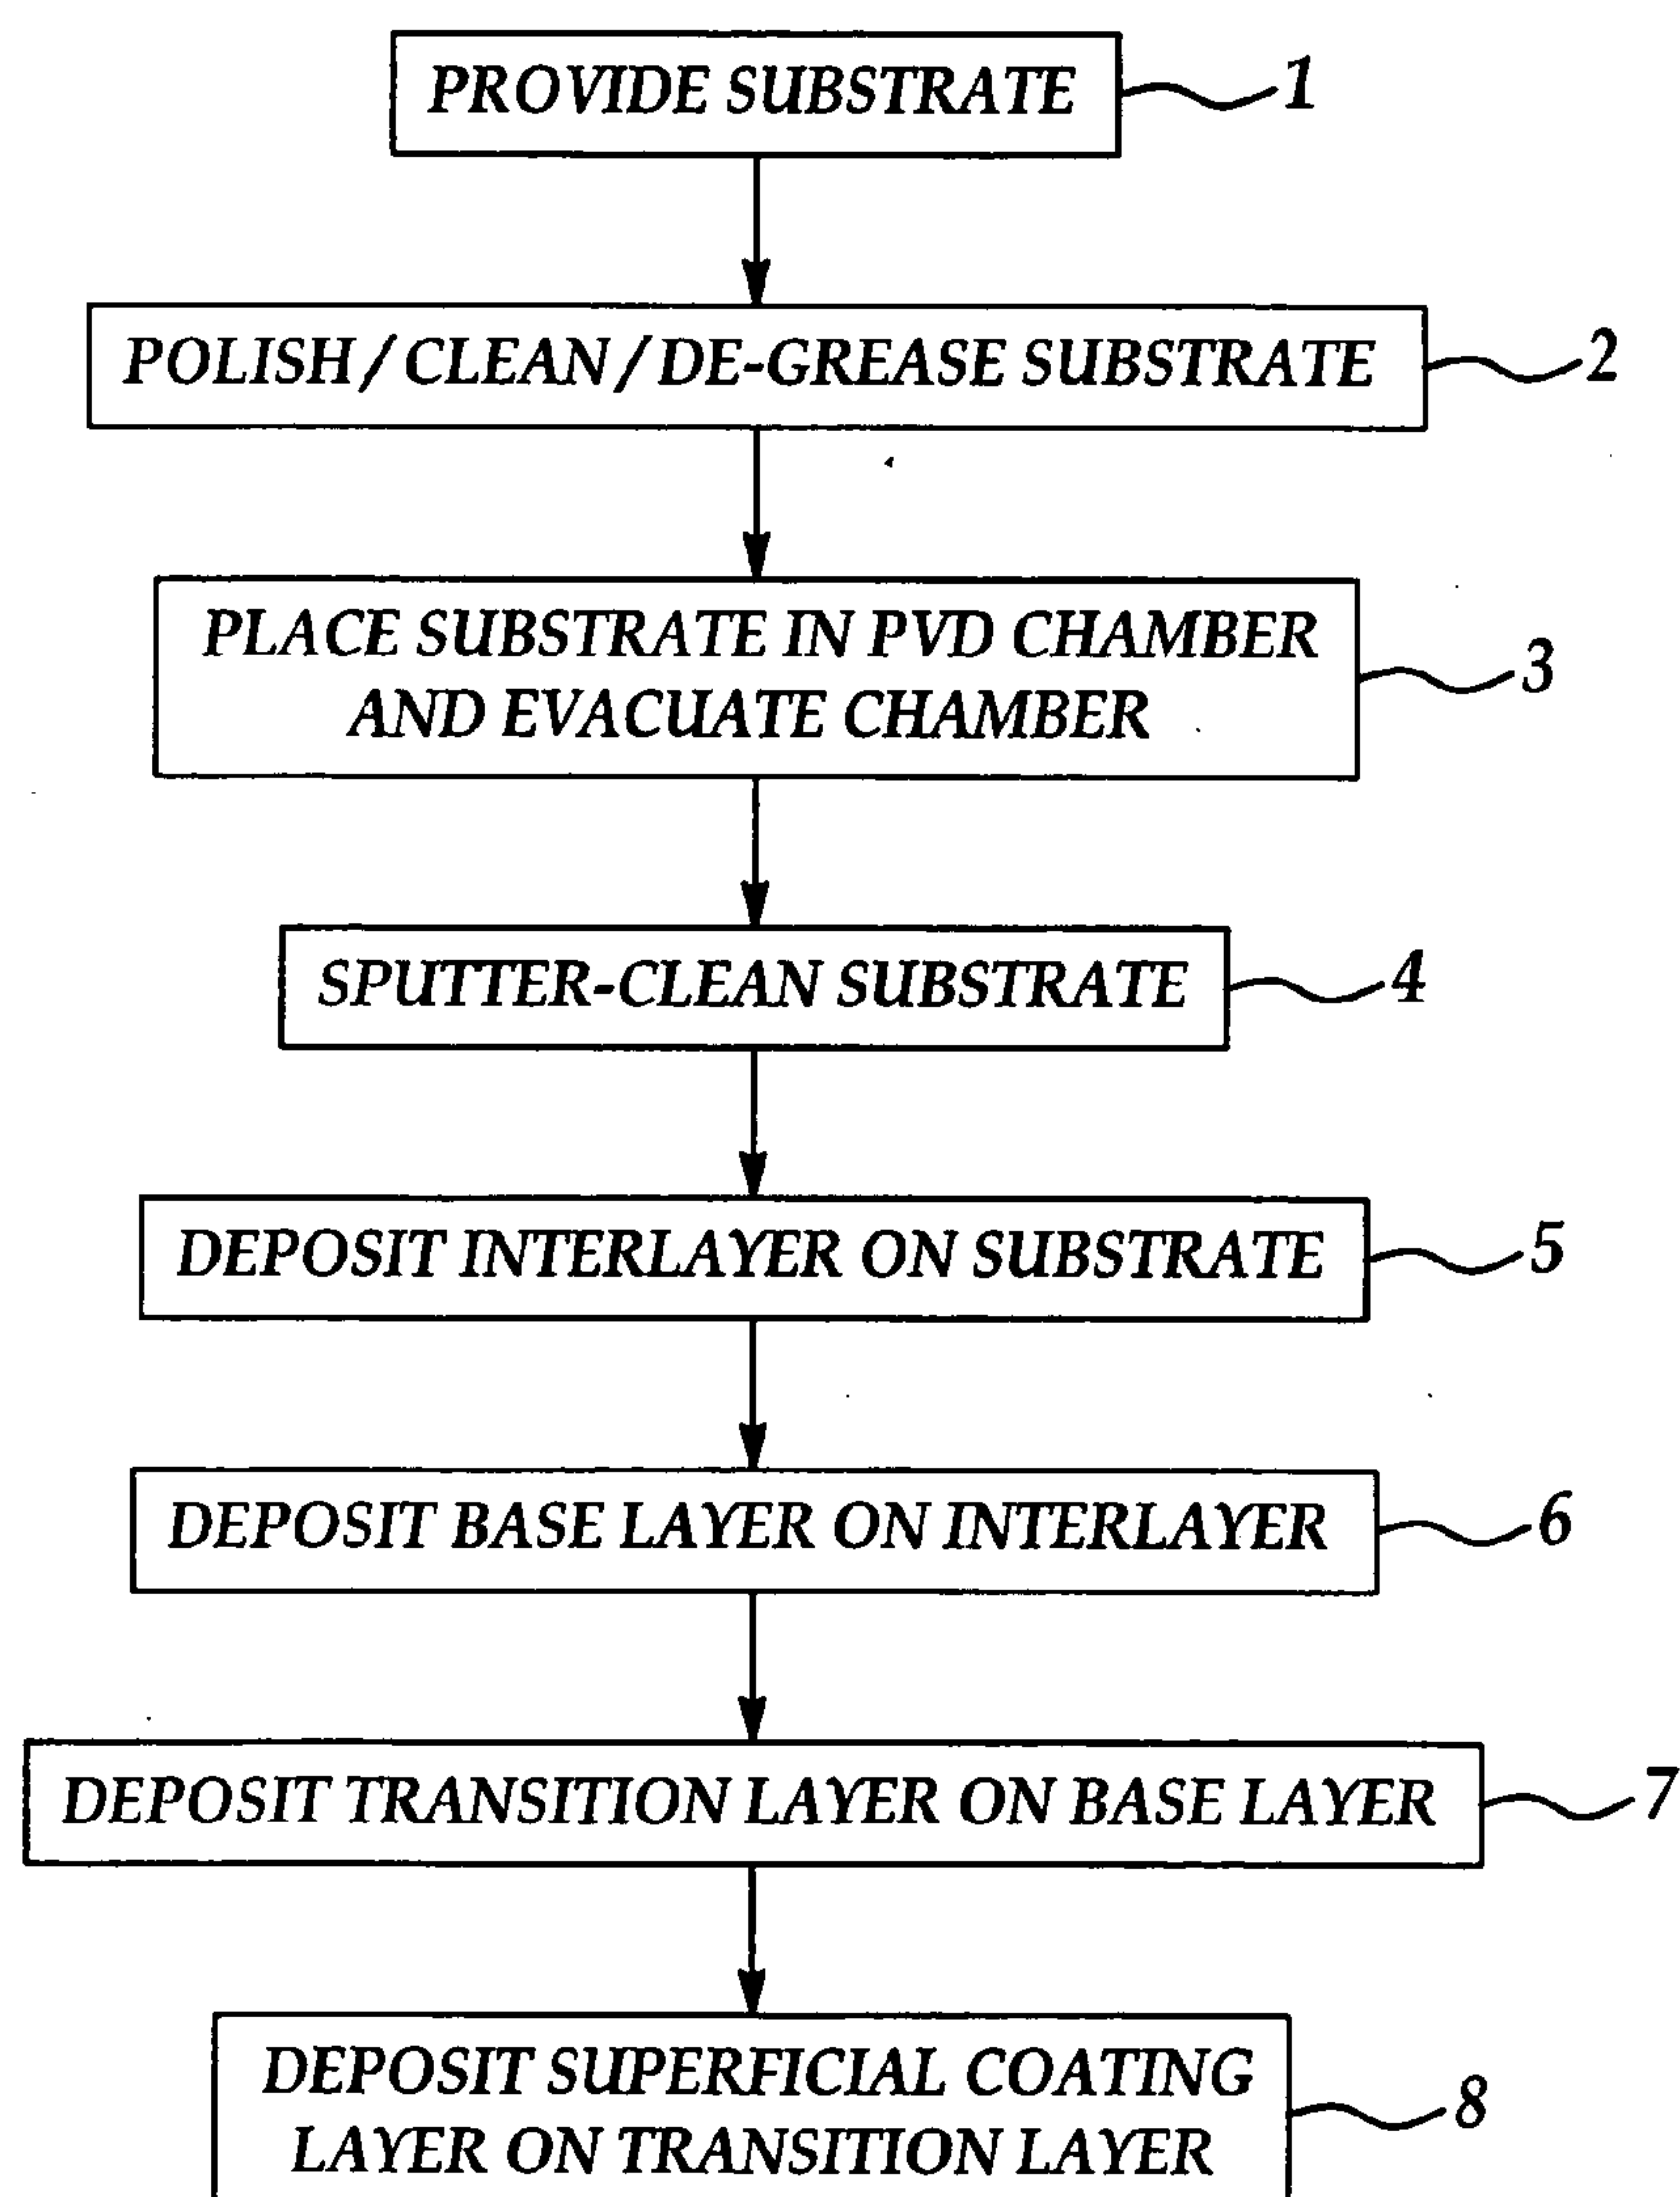 PROVIDE SUBSTRATE 1
POLISH/CLEAN/DE-GREASE SUBSTRATE 2
PLACE SUBSTRATE IN PVD CHAMBER
AND EVACUATE CHAMBER 3
SPUTTER-CLEAN SUBSTRATE 4
DEPOSIT INTERLAYER ON SUBSTRATE 5
DEPOSIT BASE LAYER ON INTERLAYER 6
DEPOSIT TRANSITION LAYER ON BASE LAYER 7
DEPOSIT SUPERFICIAL COATING
LAYER ON TRANSITION LAYER 8